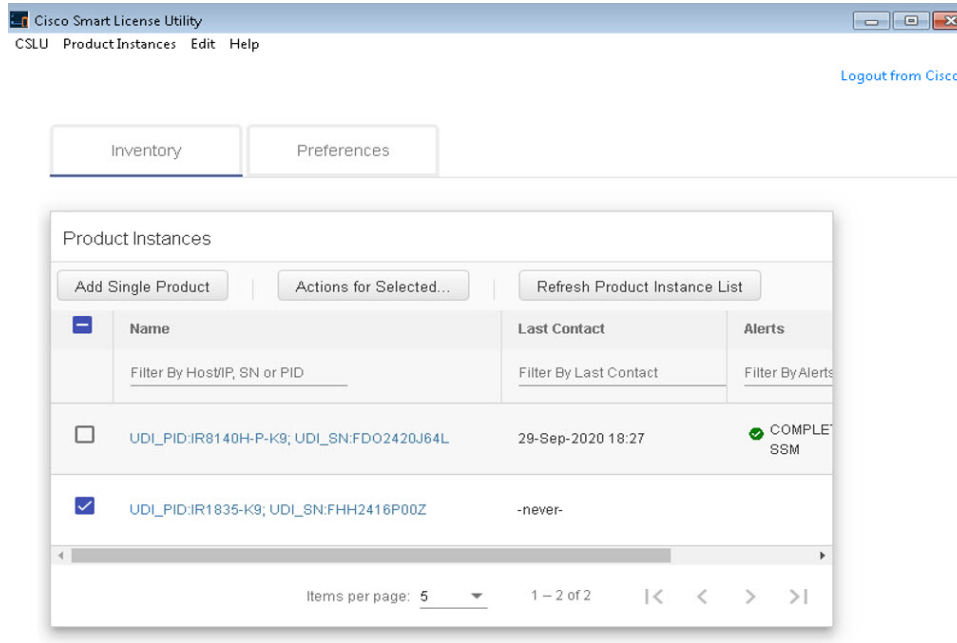 Cisco Smart License Utility
CSLU Product Instances Edit Help
Logout from Cisco
Inventory Preferences
Product Instances
Add Single Product Actions for Selected... Refresh Product Instance List
Name Last Contact Alerts
Filter By Host/IP, SN or PID Filter By Last Contact Filter By Alerts
UDI_PID:IR8140H-P-K9; UDI_SN:FDO2420J64L 29-Sep-2020 18:27 COMPLET
SSM
UDI_PID:IR1835-K9; UDI_SN:FHH2416P00Z -never-
Items per page: 5 1 – 2 of 2